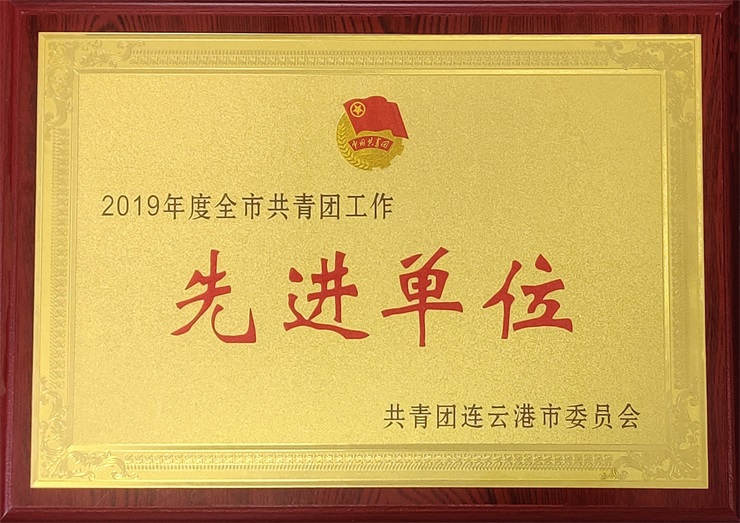 中国共青团
2019年度全市共青团工作
先进单位
共青团连云港市委员会